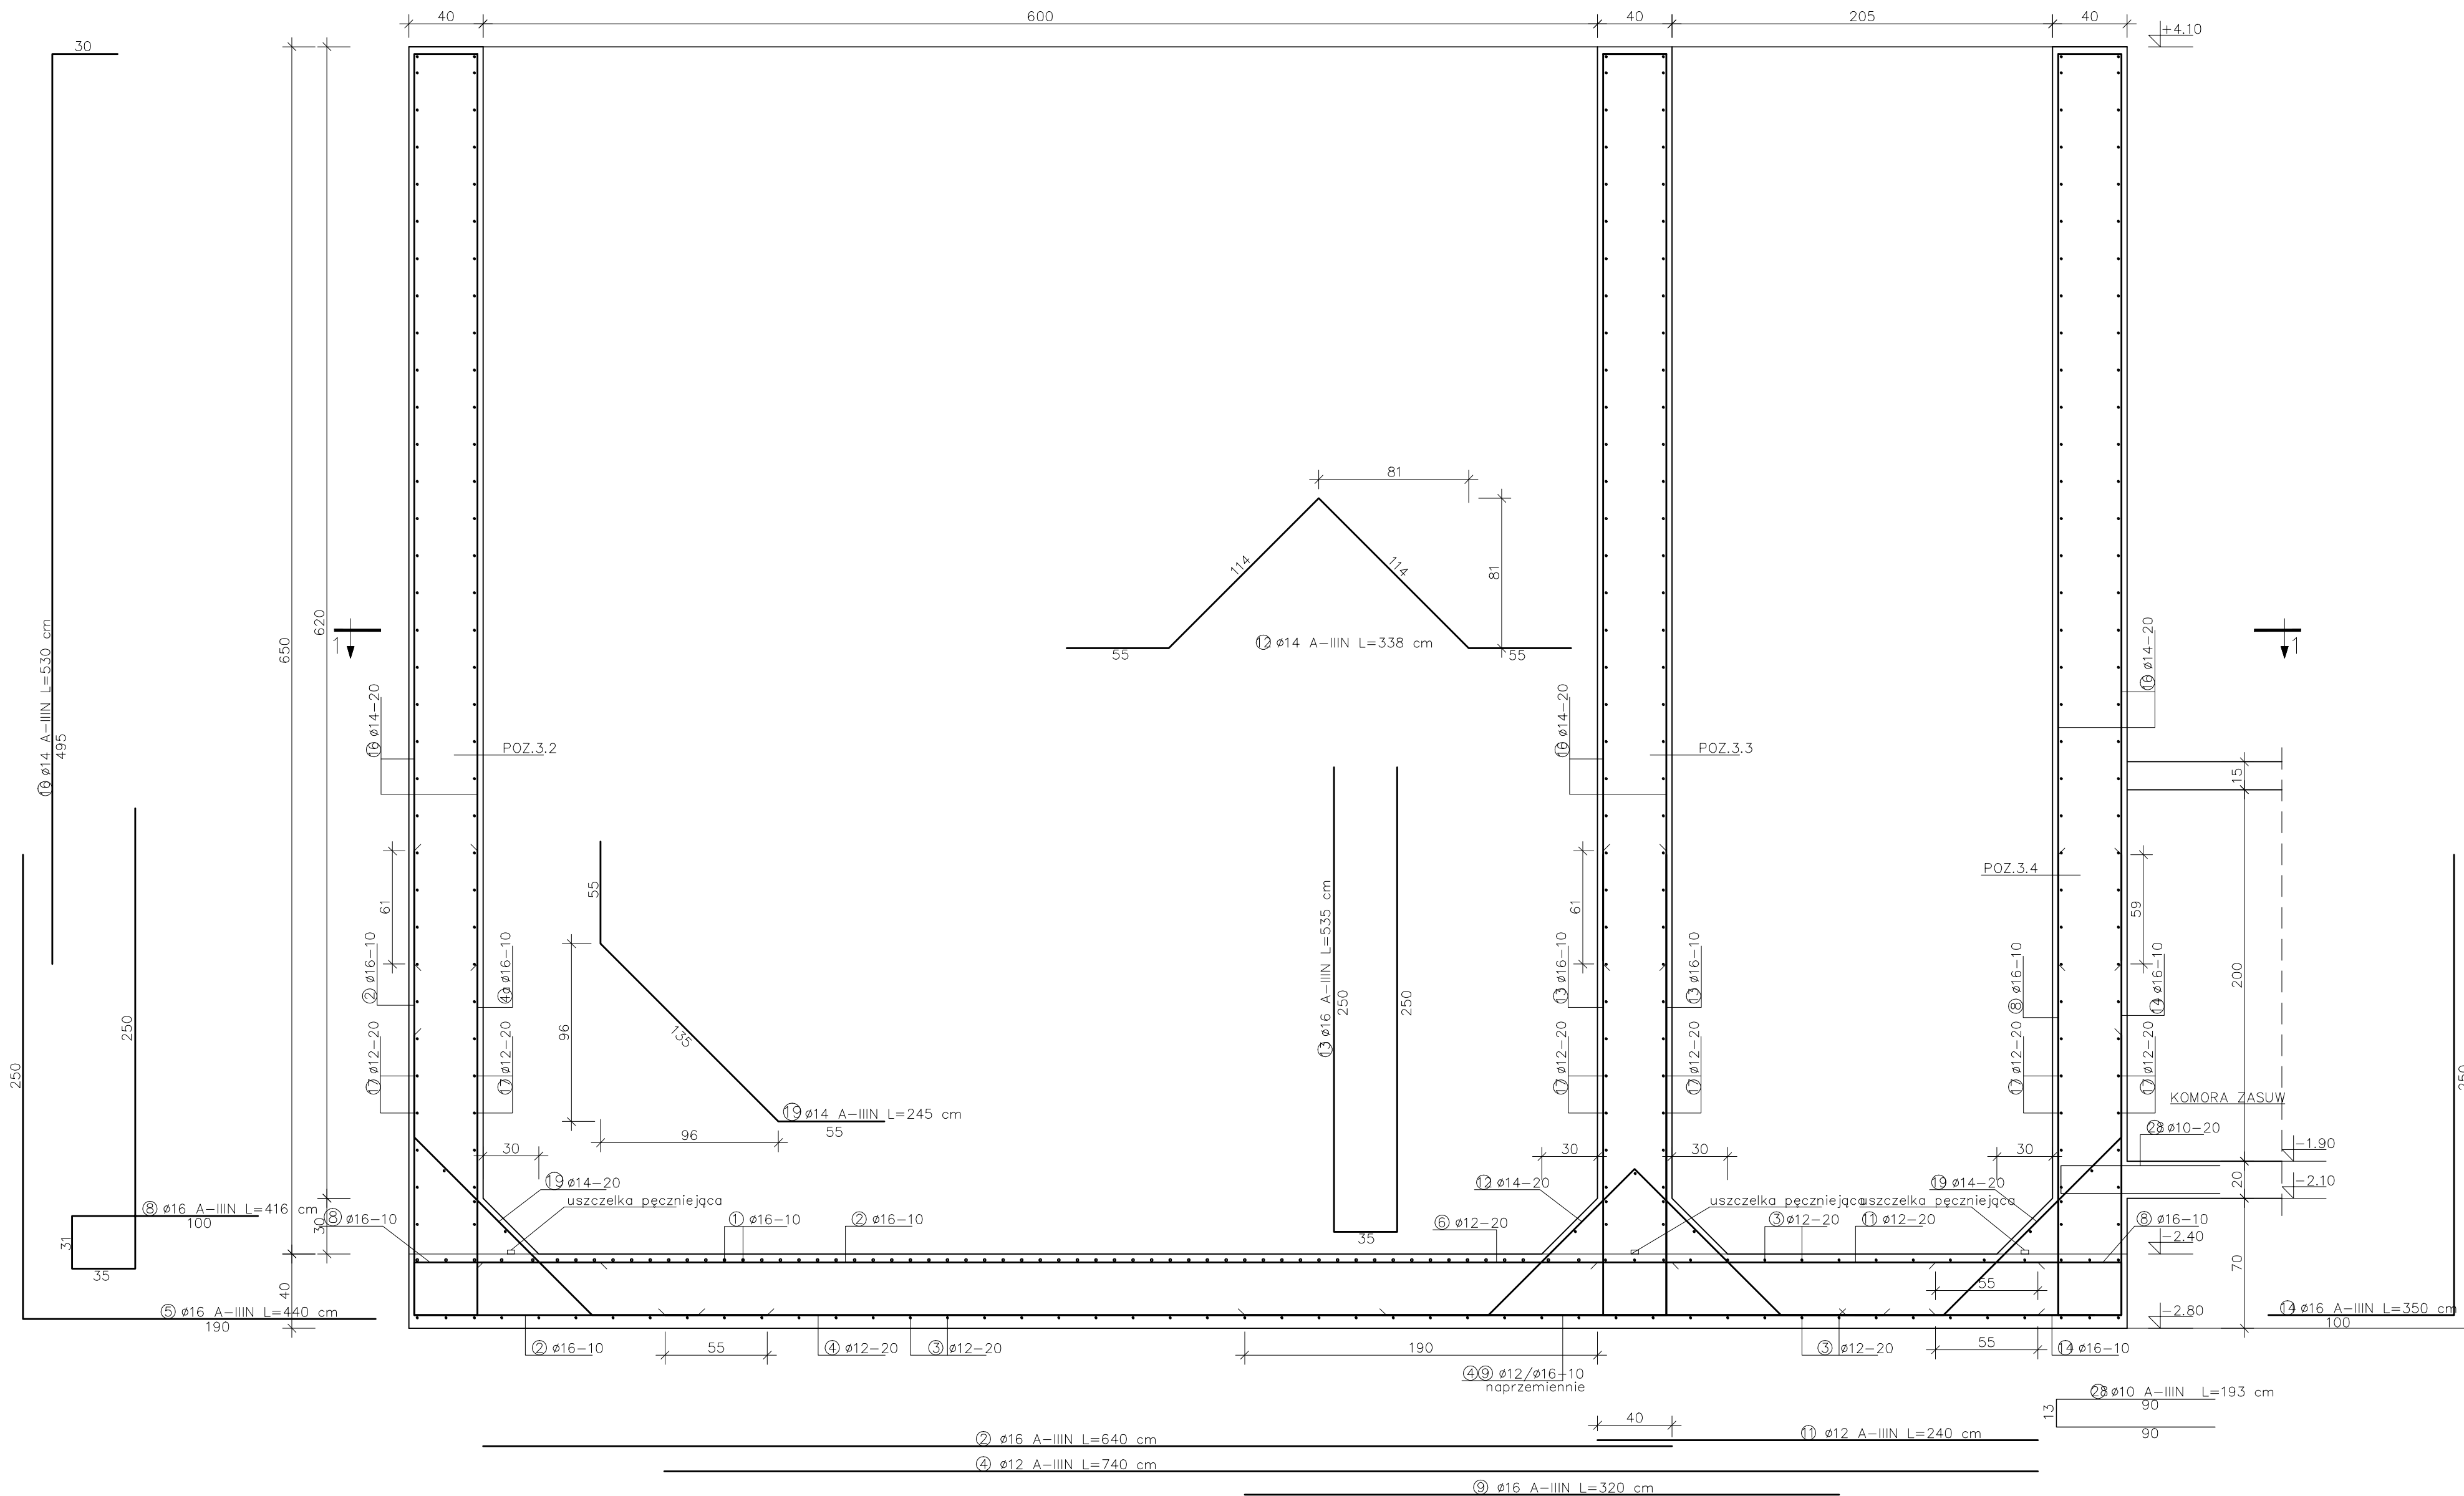 40
600
40
205
40
+4.10
30
⑯ ø14 A-IIIN L=530 cm
495
650
620
1
1
81
114
114
81
55
⑫ ø14 A-IIIN L=338 cm
55
⑯ ø14-20
⑯ ø14-20
⑯ ø14-20
POZ.3.2
POZ.3.3
POZ.3.4
15
200
61
61
59
55
96
135
96
⑲ ø14 A-IIIN L=245 cm
55
⑬ ø16 A-IIIN L=535 cm
250
250
35
② ø16-10
④a ø16-10
⑬ ø16-10
⑬ ø16-10
⑧ ø16-10
⑭ ø16-10
⑰ ø12-20
⑰ ø12-20
⑰ ø12-20
⑰ ø12-20
⑰ ø12-20
⑰ ø12-20
250
250
250
KOMORA ZASUW
㉘ ø10-20
-1.90
20
-2.10
30
30
30
30
⑲ ø14-20
uszczelka pęczniejąca
⑫ ø14-20
uszczelka pęczniejąca
uszczelka pęczniejąca
⑲ ø14-20
⑧ ø16 A-IIIN L=416 cm
100
31
35
30
⑧ ø16-10
① ø16-10
② ø16-10
⑥ ø12-20
③ ø12-20
⑪ ø12-20
⑧ ø16-10
-2.40
70
40
55
⑤ ø16 A-IIIN L=440 cm
190
-2.80
⑭ ø16 A-IIIN L=350 cm
100
② ø16-10
55
④ ø12-20
③ ø12-20
190
③ ø12-20
55
⑭ ø16-10
④⑨ ø12/ø16-10
naprzemiennie
㉘ ø10 A-IIIN L=193 cm
90
13
90
40
② ø16 A-IIIN L=640 cm
⑪ ø12 A-IIIN L=240 cm
④ ø12 A-IIIN L=740 cm
⑨ ø16 A-IIIN L=320 cm